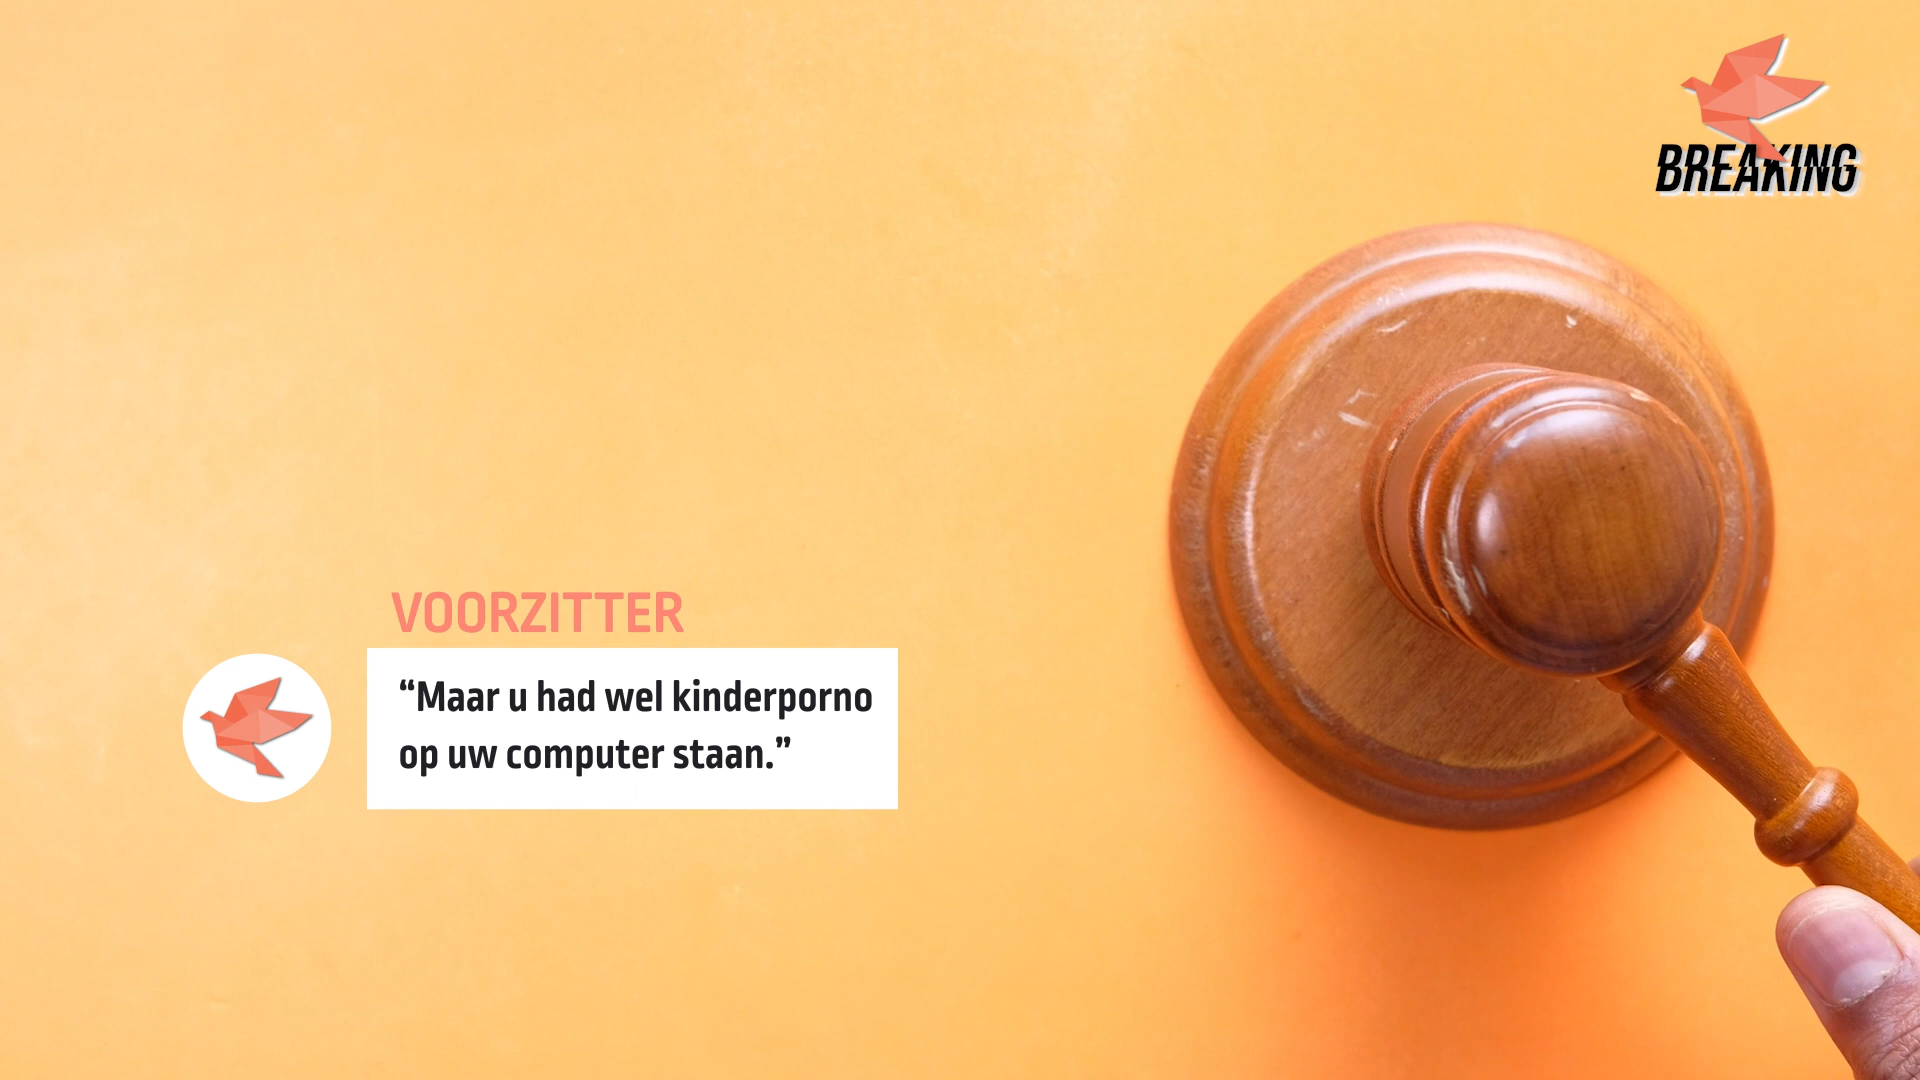 BREAKING
VOORZITTER
“Maar u had wel kinderporno
op uw computer staan.”